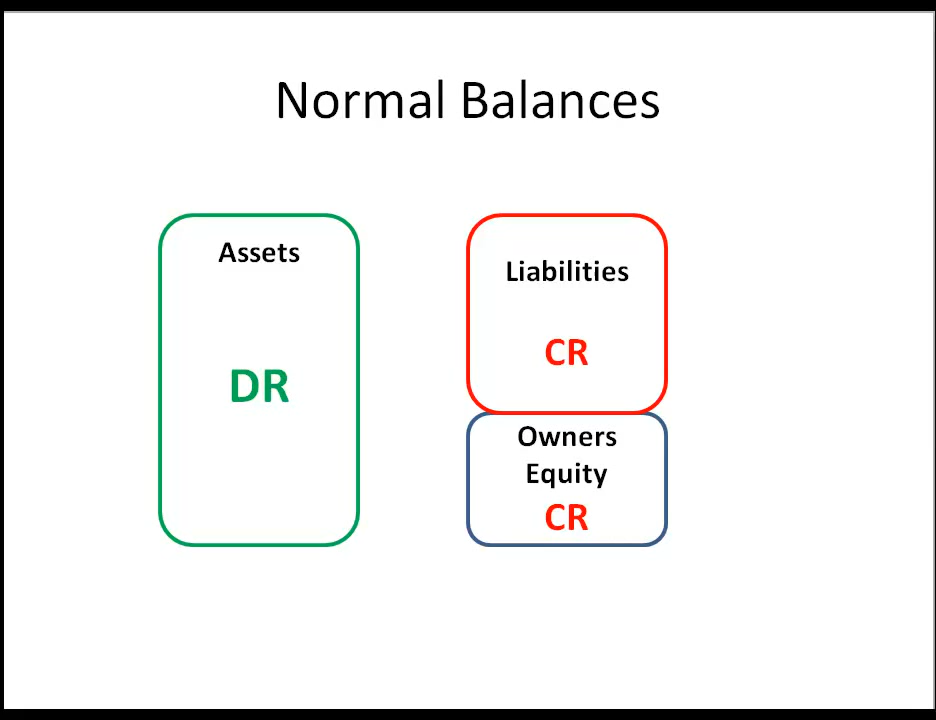 Normal Balances
Assets
DR
Liabilities
CR
Owners
Equity
CR